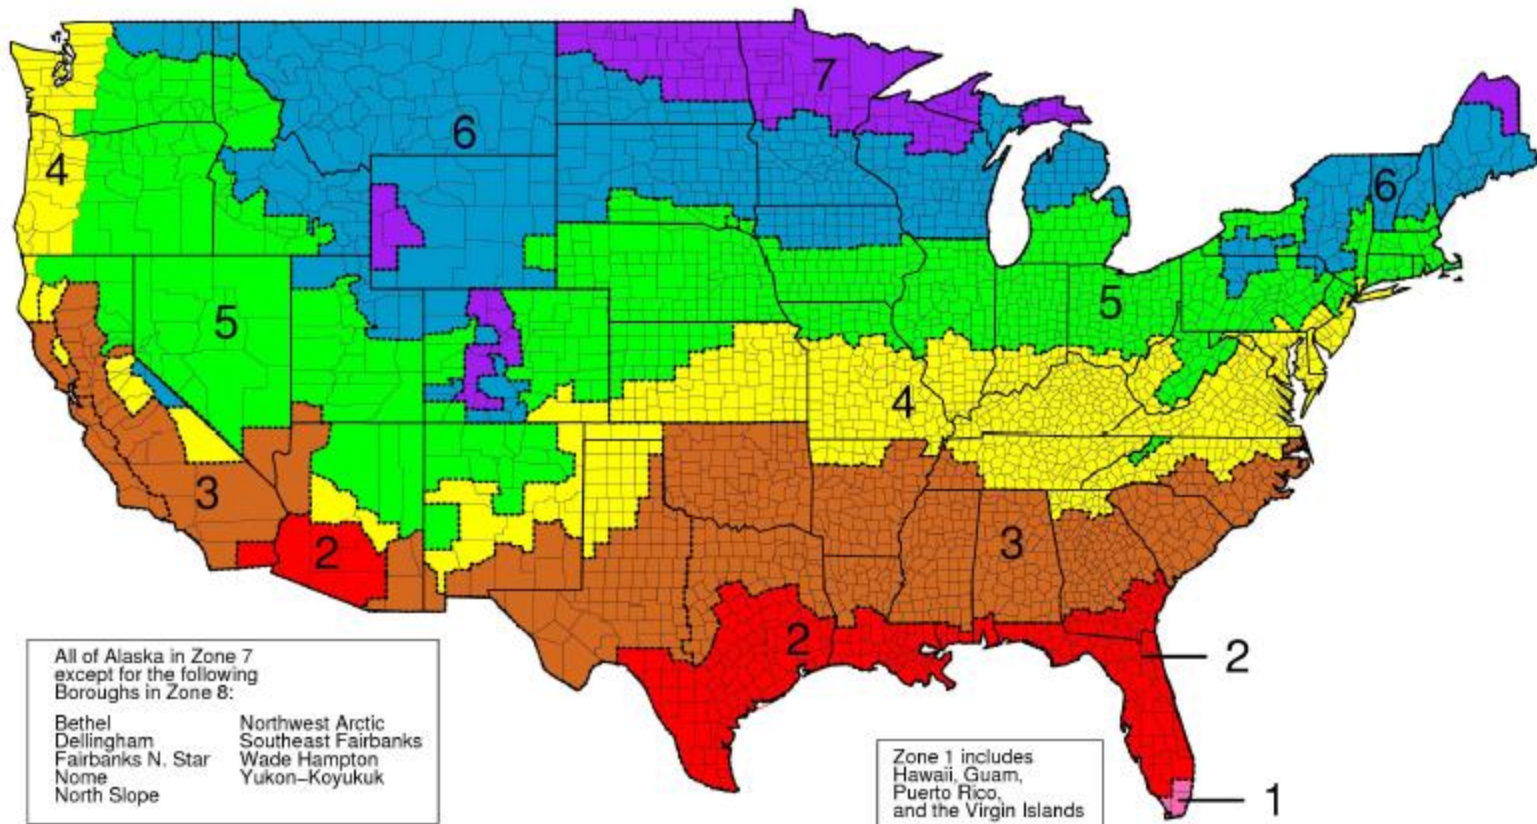 7
6
4
6
5
5
4
3
2
3
2
2
1
All of Alaska in Zone 7
except for the following
Boroughs in Zone 8:
Bethel Northwest Arctic
Dellingham Southeast Fairbanks
Fairbanks N. Star Wade Hampton
Nome Yukon-Koyukuk
North Slope
Zone 1 includes
Hawaii, Guam,
Puerto Rico,
and the Virgin Islands